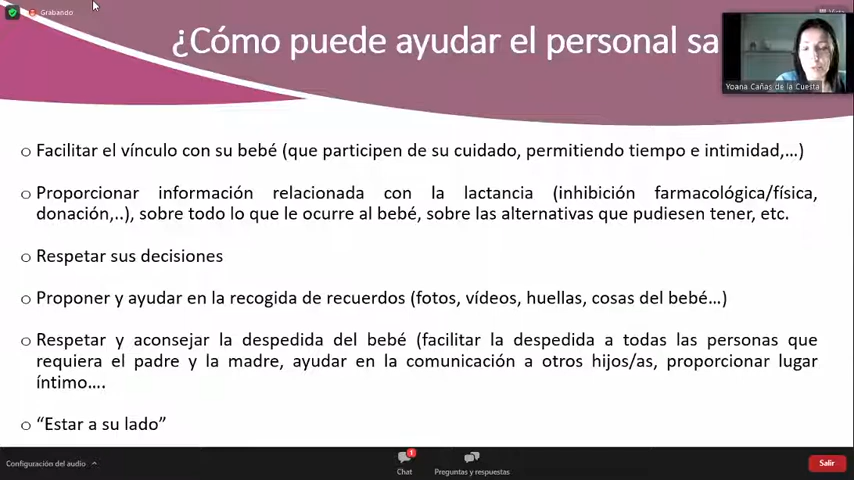 Grabando
Vista
¿Cómo puede ayudar el personal sa
Yoana Cañas de la Cuesta
o Facilitar el vínculo con su bebé (que participen de su cuidado, permitiendo tiempo e intimidad,...)
o Proporcionar información relacionada con la lactancia (inhibición farmacológica/física,
donación,..), sobre todo lo que le ocurre al bebé, sobre las alternativas que pudiesen tener, etc.
o Respetar sus decisiones
o Proponer y ayudar en la recogida de recuerdos (fotos, vídeos, huellas, cosas del bebé...)
o Respetar y aconsejar la despedida del bebé (facilitar la despedida a todas las personas que
requiera el padre y la madre, ayudar en la comunicación a otros hijos/as, proporcionar lugar
íntimo....
o “Estar a su lado”
Configuración del audio
1
Chat
Preguntas y respuestas
Salir